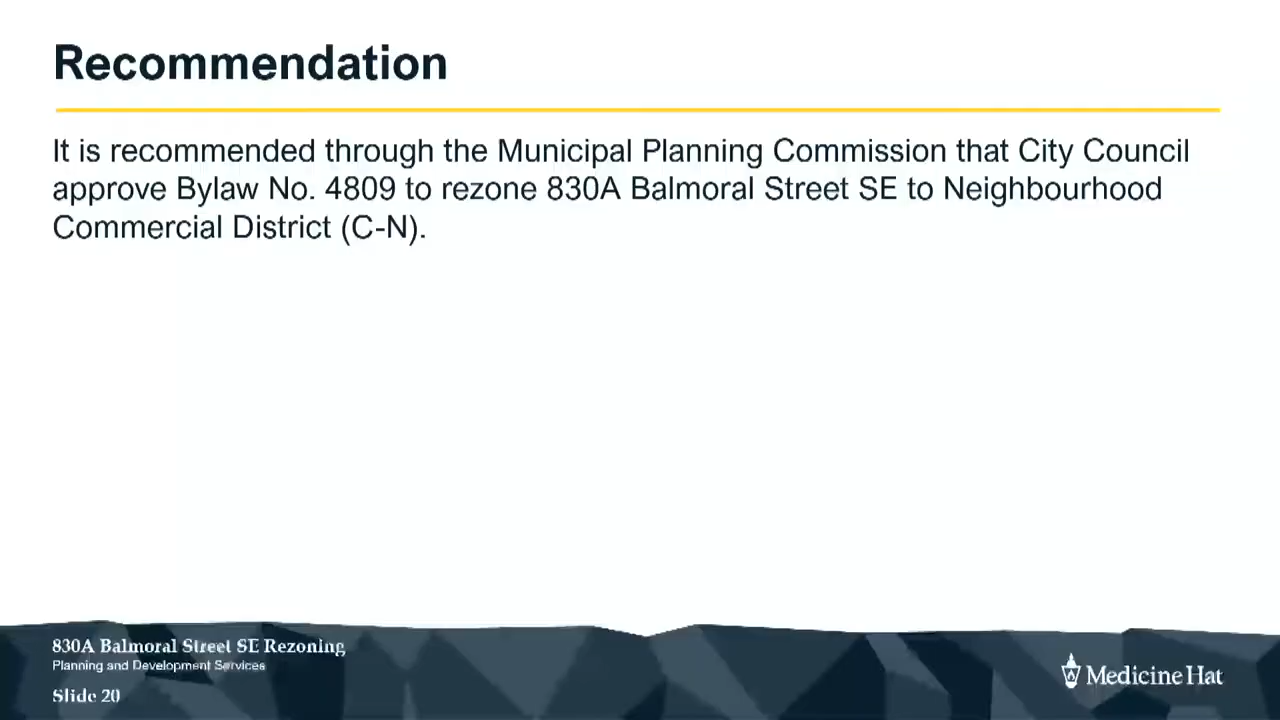 Recommendation
It is recommended through the Municipal Planning Commission that City Council
approve Bylaw No. 4809 to rezone 830A Balmoral Street SE to Neighbourhood
Commercial District (C-N).
830A Balmoral Street SE Rezoning
Planning and Development Services
Slide 20
Medicine Hat